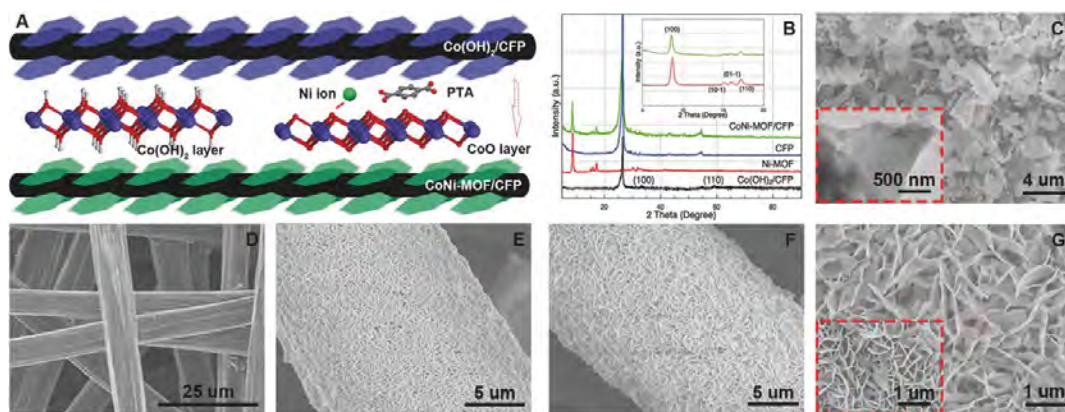 A
Co(OH)2/CFP
Ni ion
PTA
Co(OH)2 layer
CoO layer
CoNi-MOF/CFP
B
Intensity (a.u.)
Intensity (a.u.)
(100)
(01-1)
(10-1)
(110)
2 Theta (Degree)
CoNi-MOF/CFP
CFP
Ni-MOF
(100)
(110)
Co(OH)2/CFP
20
40
60
80
2 Theta (Degree)
C
500 nm
4 um
D
25 um
E
5 um
F
5 um
G
1 um
1 um